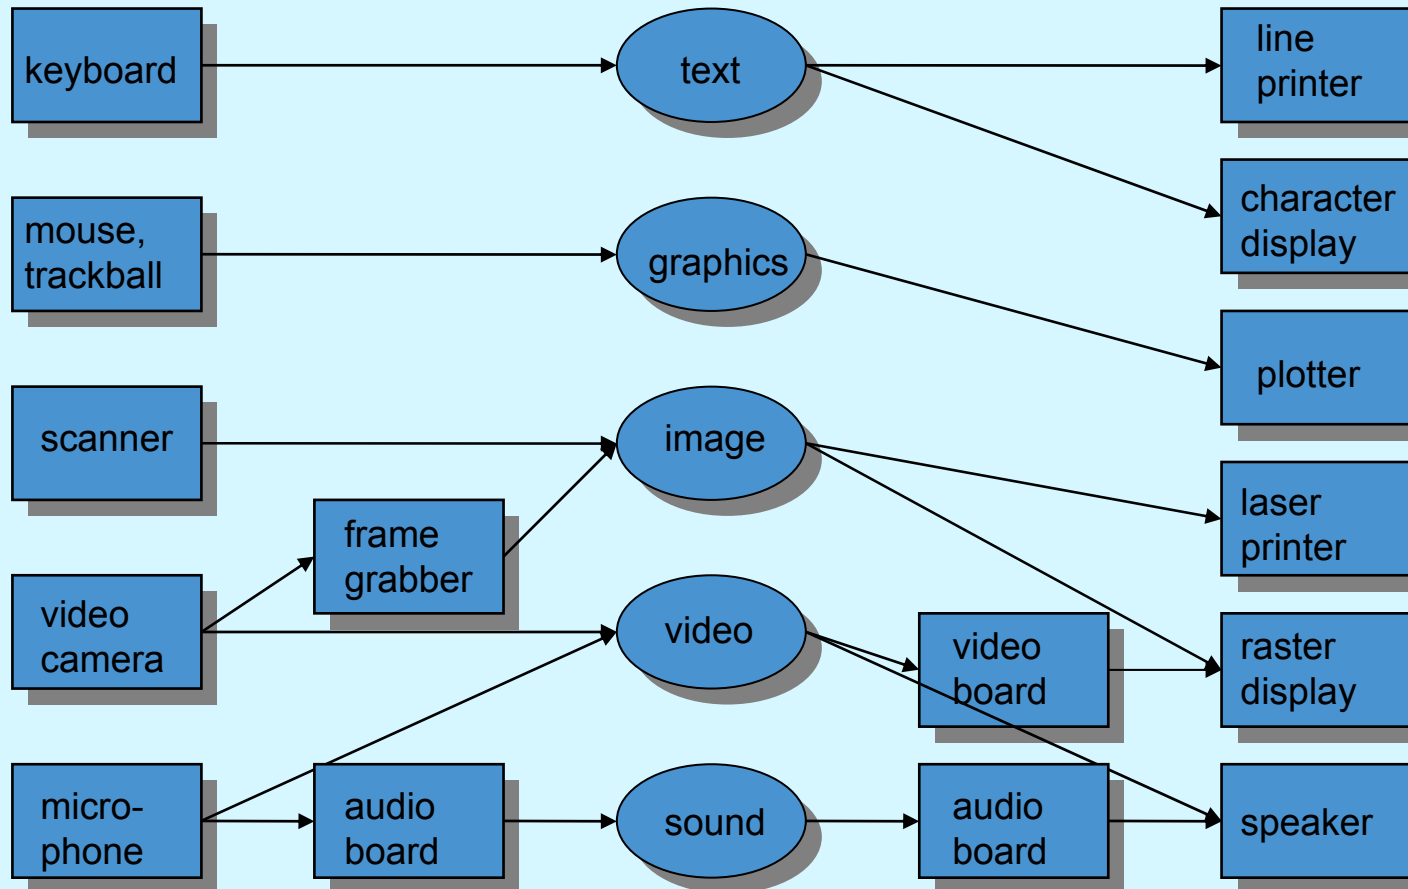 keyboard
text
line
printer
mouse,
trackball
graphics
character
display
plotter
scanner
image
laser
printer
frame
grabber
video
camera
video
video
board
raster
display
micro-
phone
audio
board
sound
audio
board
speaker